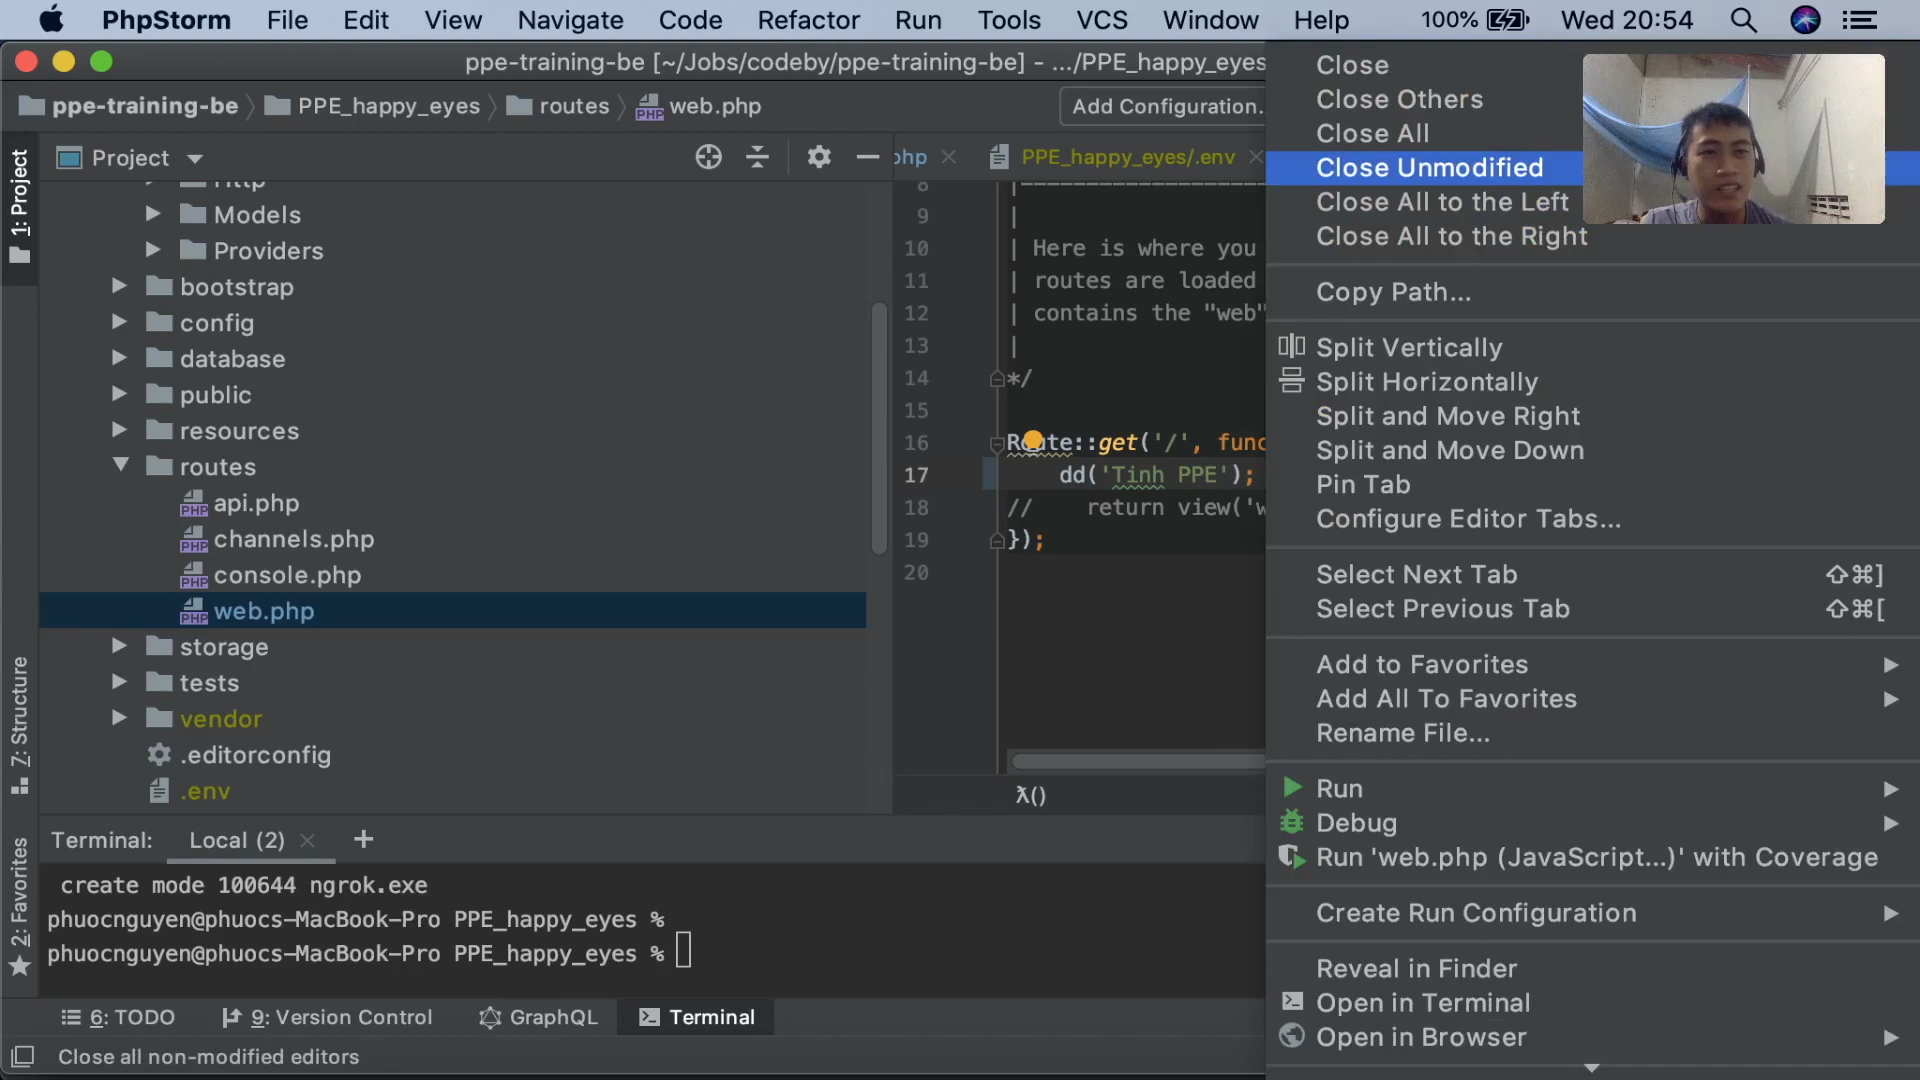 PhpStorm File Edit View Navigate Code Refactor Run Tools VCS Window Help 100% Wed 20:54
ppe-training-be [~/Jobs/codeby/ppe-training-be] - .../PPE_happy_eyes
ppe-training-be PPE_happy_eyes routes web.php Add Configuration.
1: Project
Project
php PPE_happy_eyes/.env
Http
Models
Providers
bootstrap
config
database
public
resources
routes
api.php
channels.php
console.php
web.php
storage
tests
vendor
.editorconfig
.env
8 |
9 |
10 | Here is where you
11 | routes are loaded
12 | contains the "web"
13 |
14 */
15
16 Route::get('/', func
17 dd('Tinh PPE');
18 // return view('w
19 });
20
λ()
Z: Structure
2: Favorites
Terminal: Local (2) +
create mode 100644 ngrok.exe
phuocnguyen@phuocs-MacBook-Pro PPE_happy_eyes %
phuocnguyen@phuocs-MacBook-Pro PPE_happy_eyes %
6: TODO 9: Version Control GraphQL Terminal
Close all non-modified editors
Close
Close Others
Close All
Close Unmodified
Close All to the Left
Close All to the Right
Copy Path...
Split Vertically
Split Horizontally
Split and Move Right
Split and Move Down
Pin Tab
Configure Editor Tabs...
Select Next Tab ⇧⌘]
Select Previous Tab ⇧⌘[
Add to Favorites
Add All To Favorites
Rename File...
Run
Debug
Run 'web.php (JavaScript...)' with Coverage
Create Run Configuration
Reveal in Finder
Open in Terminal
Open in Browser